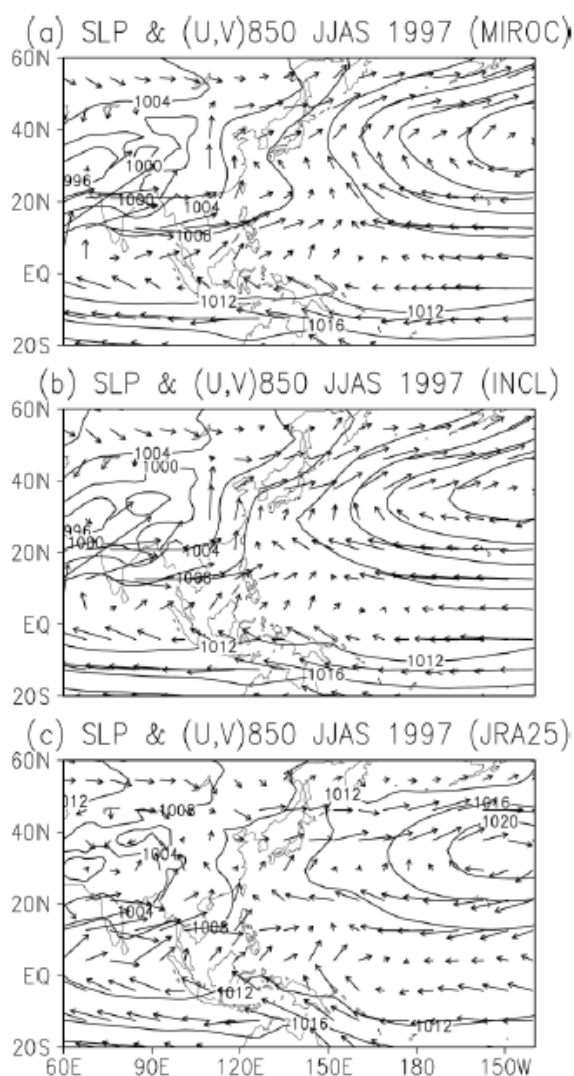 (a) SLP & (U,V)850 JJAS 1997 (MIROC)
60N
1004
40N
1000
996
1000
20N
1004
1008
EQ
1012
1016
1012
20S
(b) SLP & (U,V)850 JJAS 1997 (INCL)
60N
1004
1000
40N
996
1000
1004
20N
1008
EQ
1012
1016
1012
20S
(c) SLP & (U,V)850 JJAS 1997 (JRA25)
60N
012
1008
1012
1016
1020
40N
1004
20N
1004
1008
EQ
1012
1016
1012
20S
60E 90E 120E 150E 180 150W